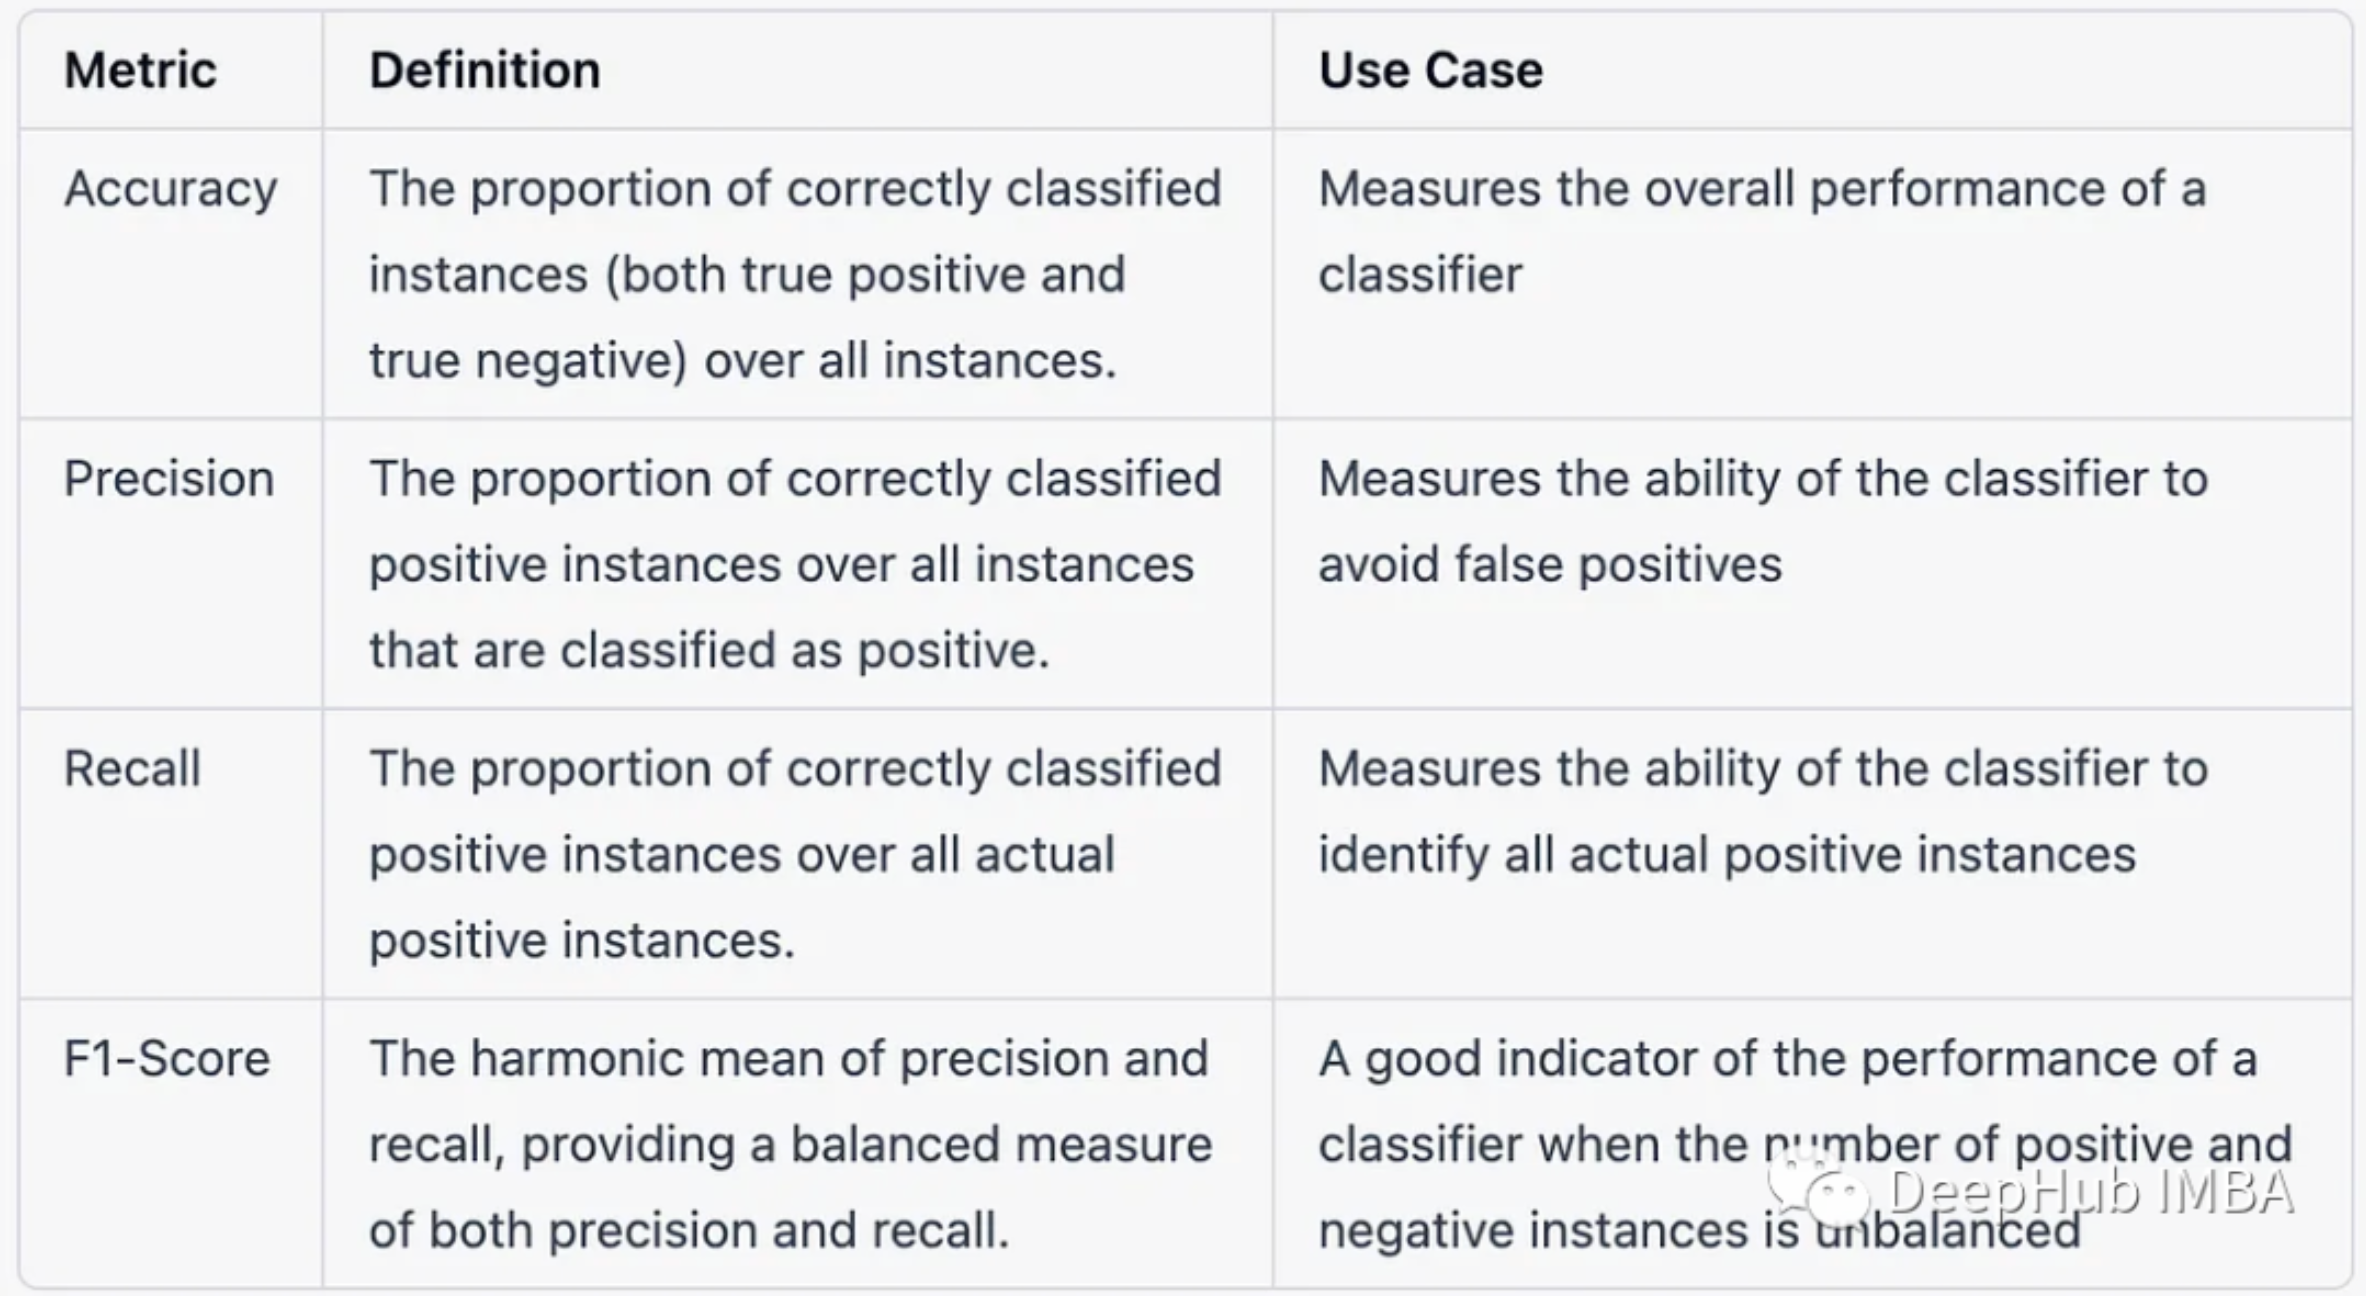 Metric Definition Use Case
Accuracy The proportion of correctly classified Measures the overall performance of a
instances (both true positive and classifier
true negative) over all instances.
Precision The proportion of correctly classified Measures the ability of the classifier to
positive instances over all instances avoid false positives
that are classified as positive.
Recall The proportion of correctly classified Measures the ability of the classifier to
positive instances over all actual identify all actual positive instances
positive instances.
F1-Score The harmonic mean of precision and A good indicator of the performance of a
recall, providing a balanced measure classifier when the number of positive and
of both precision and recall. negative instances is unbalanced
DeepHub IMBA